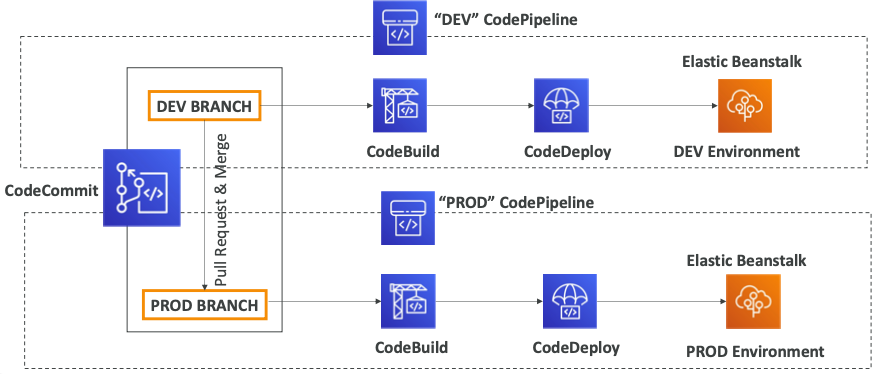 “DEV” CodePipeline
Elastic Beanstalk
DEV BRANCH
CodeBuild
CodeDeploy
DEV Environment
CodeCommit
Pull Request & Merge
“PROD” CodePipeline
Elastic Beanstalk
PROD BRANCH
CodeBuild
CodeDeploy
PROD Environment